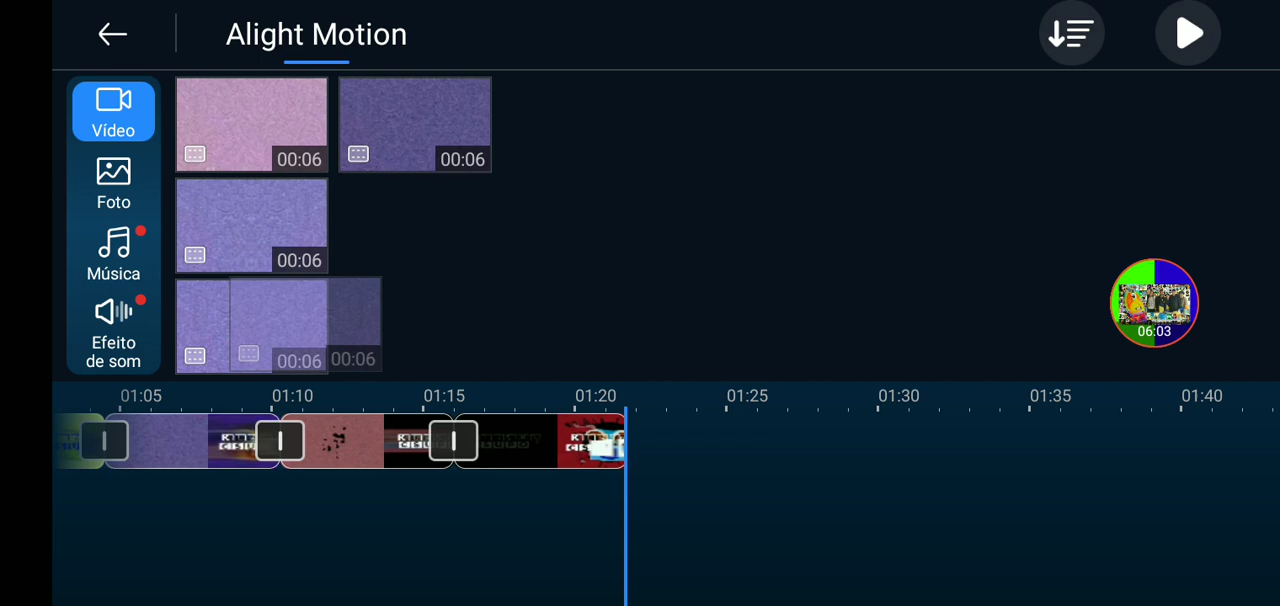 Alight Motion
Vídeo
Foto
Música
Efeito
de som
00:06
00:06
00:06
00:06
00:06
06:03
01:05
01:10
01:15
01:20
01:25
01:30
01:35
01:40